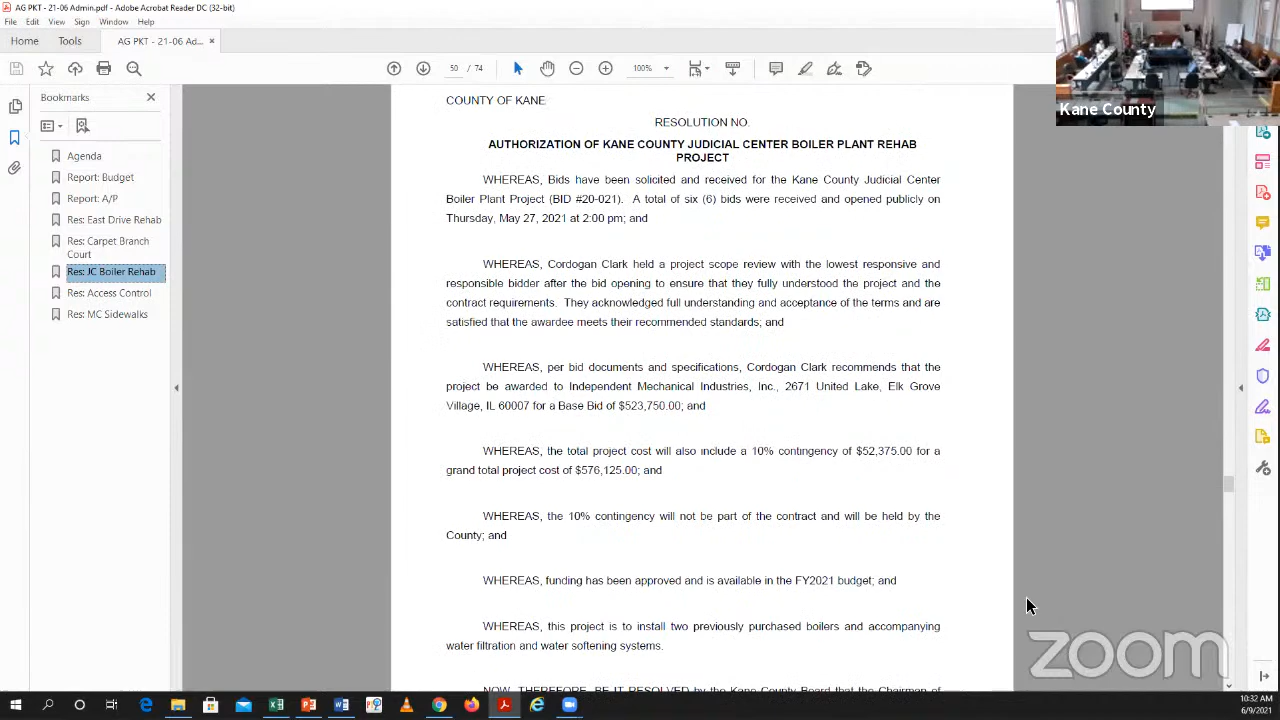 AG PKT - 21-06 Admin.pdf - Adobe Acrobat Reader DC (32-bit)
File Edit View Sign Window Help
Home Tools AG PKT - 21-06 Ad... ×
50 / 74 100%
Kane County
Bookmarks
Agenda
Report: Budget
Report: A/P
Res: East Drive Rehab
Res: Carpet Branch
Court
Res: JC Boiler Rehab
Res: Access Control
Res: MC Sidewalks
COUNTY OF KANE
RESOLUTION NO.
AUTHORIZATION OF KANE COUNTY JUDICIAL CENTER BOILER PLANT REHAB
PROJECT
WHEREAS, Bids have been solicited and received for the Kane County Judicial Center
Boiler Plant Project (BID #20-021). A total of six (6) bids were received and opened publicly on
Thursday, May 27, 2021 at 2:00 pm; and
WHEREAS, Cordogan Clark held a project scope review with the lowest responsive and
responsible bidder after the bid opening to ensure that they fully understood the project and the
contract requirements. They acknowledged full understanding and acceptance of the terms and are
satisfied that the awardee meets their recommended standards; and
WHEREAS, per bid documents and specifications, Cordogan Clark recommends that the
project be awarded to Independent Mechanical Industries, Inc., 2671 United Lake, Elk Grove
Village, IL 60007 for a Base Bid of $523,750.00; and
WHEREAS, the total project cost will also include a 10% contingency of $52,375.00 for a
grand total project cost of $576,125.00; and
WHEREAS, the 10% contingency will not be part of the contract and will be held by the
County; and
WHEREAS, funding has been approved and is available in the FY2021 budget; and
WHEREAS, this project is to install two previously purchased boilers and accompanying
water filtration and water softening systems.
NOW, THEREFORE, BE IT RESOLVED by the Kane County Board that the Chairman of
zoom
10:32 AM
6/9/2021